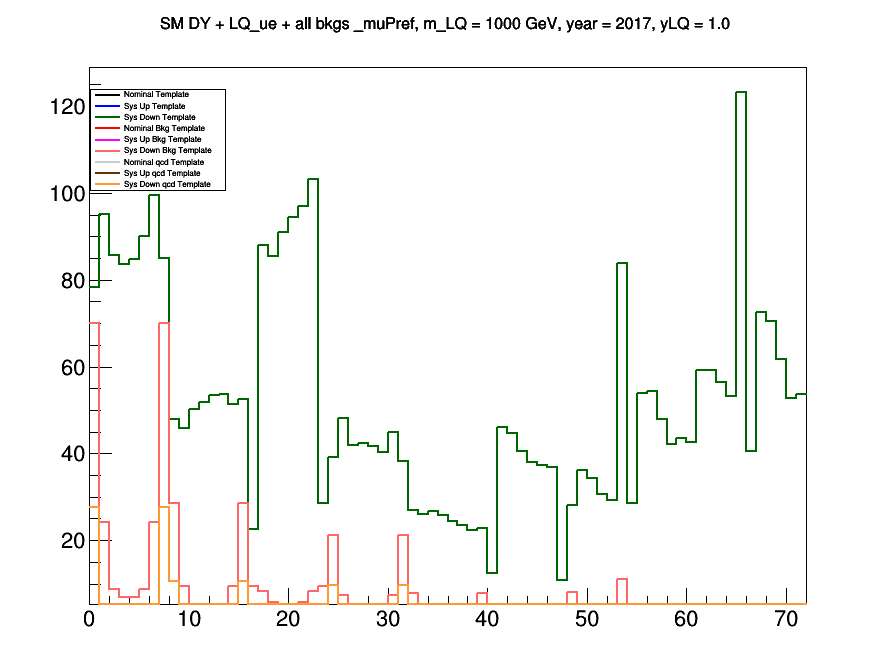 SM DY + LQ_ue + all bkgs _muPref, m_LQ = 1000 GeV, year = 2017, yLQ = 1.0
Nominal Template
Sys Up Template
Sys Down Template
Nominal Bkg Template
Sys Up Bkg Template
Sys Down Bkg Template
Nominal qcd Template
Sys Up qcd Template
Sys Down qcd Template
120
100
80
60
40
20
0 10 20 30 40 50 60 70